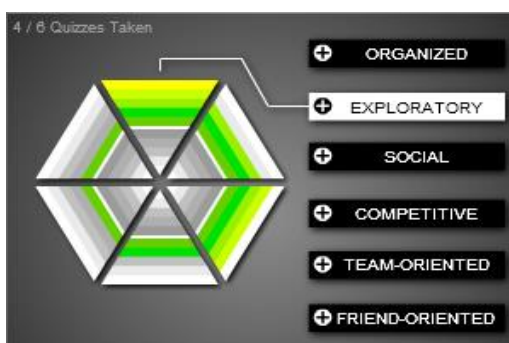 4 / 6 Quizzes Taken
ORGANIZED
EXPLORATORY
SOCIAL
COMPETITIVE
TEAM-ORIENTED
FRIEND-ORIENTED